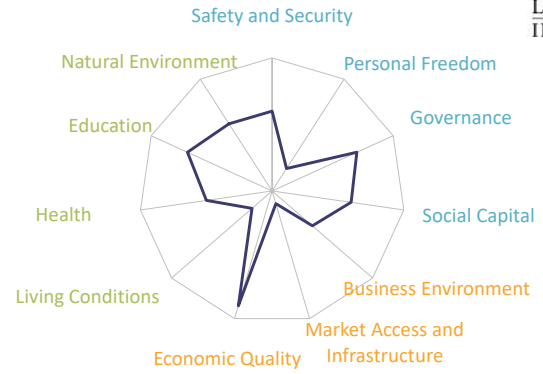 Safety and Security
Personal Freedom
Governance
Social Capital
Business Environment
Market Access and
Infrastructure
Economic Quality
Living Conditions
Health
Education
Natural Environment